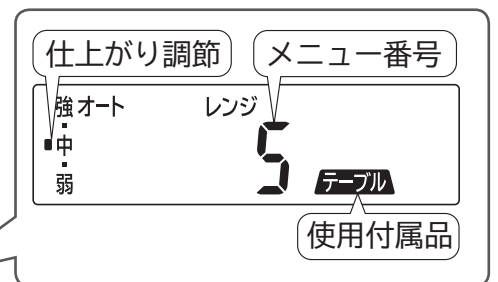 仕上がり調節 メニュー番号
強 オート レンジ
中 5
弱 テーブル
使用付属品